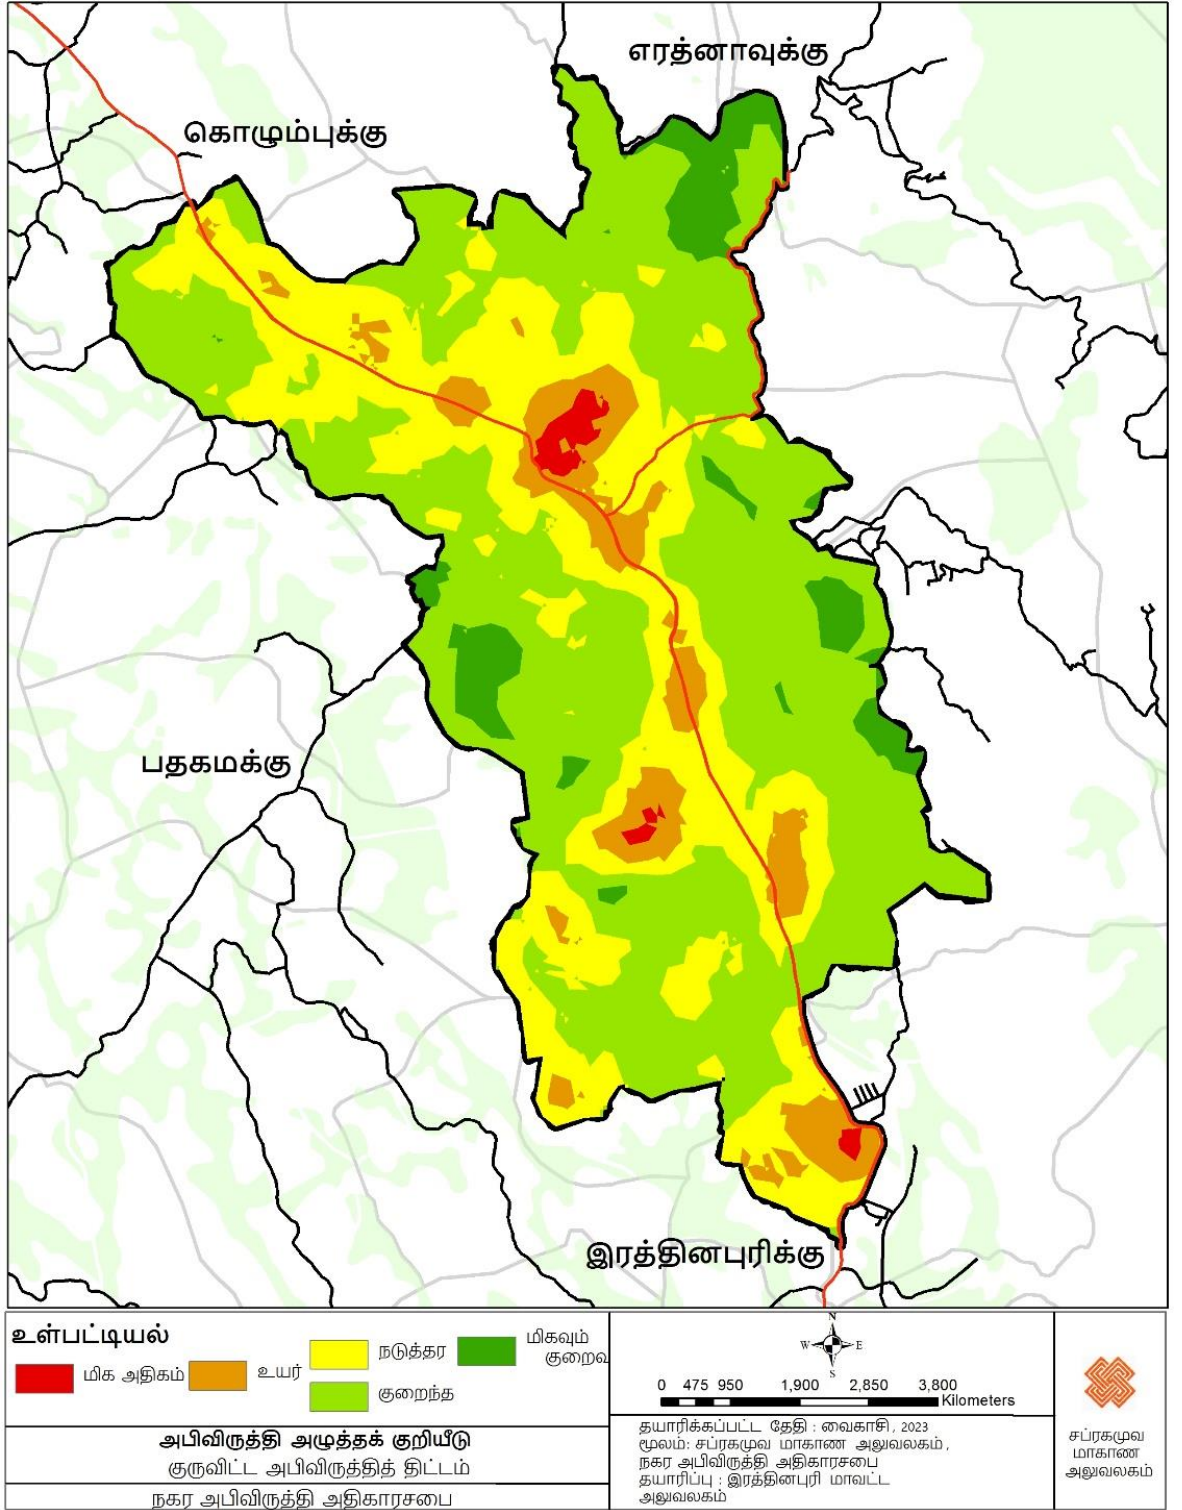 எரத்னாவுக்கு
கொழும்புக்கு
பதகமக்கு
இரத்தினபுரிக்கு
உள்பட்டியல்
மிக அதிகம்
உயர்
நடுத்தர
குறைந்த
மிகவும்
குறைவு
அபிவிருத்தி அழுத்தக் குறியீடு
குருவிட்ட அபிவிருத்தித் திட்டம்
நகர அபிவிருத்தி அதிகாரசபை
N
W E
S
0 475 950 1,900 2,850 3,800
Kilometers
தயாரிக்கப்பட்ட தேதி : வைகாசி, 2023
மூலம்: சப்ரகமுவ மாகாண அலுவலகம் ,
நகர அபிவிருத்தி அதிகாரசபை
தயாரிப்பு : இரத்தினபுரி மாவட்ட
அலுவலகம்
சப்ரகமுவ
மாகாண
அலுவலகம்